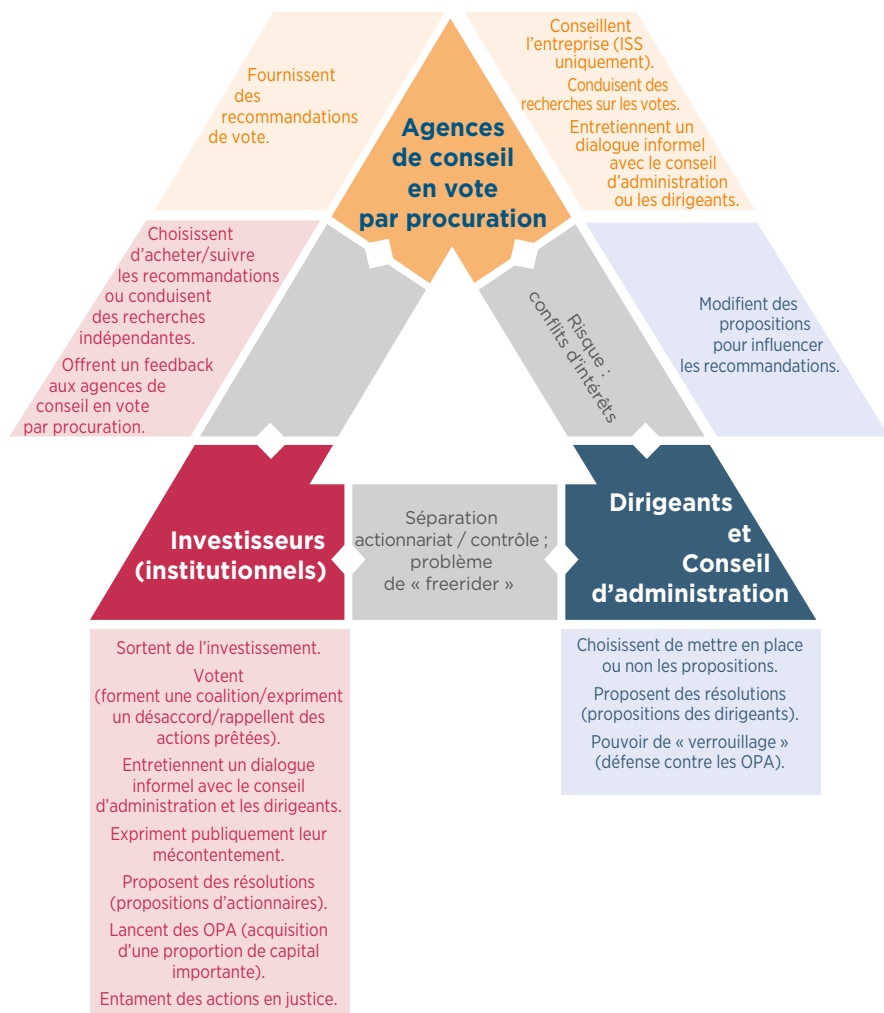 Fournissent
des
recommandations
de vote.
Conseillent
l'entreprise (ISS
uniquement).
Conduisent des
recherches sur les votes.
Entretiennent un
dialogue informel
avec le conseil
d'administration
ou les dirigeants.
Agences
de conseil
en vote
par procuration
Choisissent
d'acheter/suivre
les recommandations
ou conduisent
des recherches
indépendantes.
Offrent un feedback
aux agences de
conseil en vote
par procuration.
Risque :
conflits d'intérêts
Modifient des
propositions
pour influencer
les recommandations.
Investisseurs
(institutionnels)
Séparation
actionnariat / contrôle ;
problème
de « freerider »
Dirigeants
et
Conseil
d'administration
Sortent de l'investissement.
Votent
(forment une coalition/expriment
un désaccord/rappellent des
actions prêtées).
Entretiennent un dialogue
informel avec le conseil
d'administration et les dirigeants.
Expriment publiquement leur
mécontentement.
Proposent des résolutions
(propositions d'actionnaires).
Lancent des OPA (acquisition
d'une proportion de capital
importante).
Entament des actions en justice.
Choisissent de mettre en place
ou non les propositions.
Proposent des résolutions
(propositions des dirigeants).
Pouvoir de « verrouillage »
(défense contre les OPA).